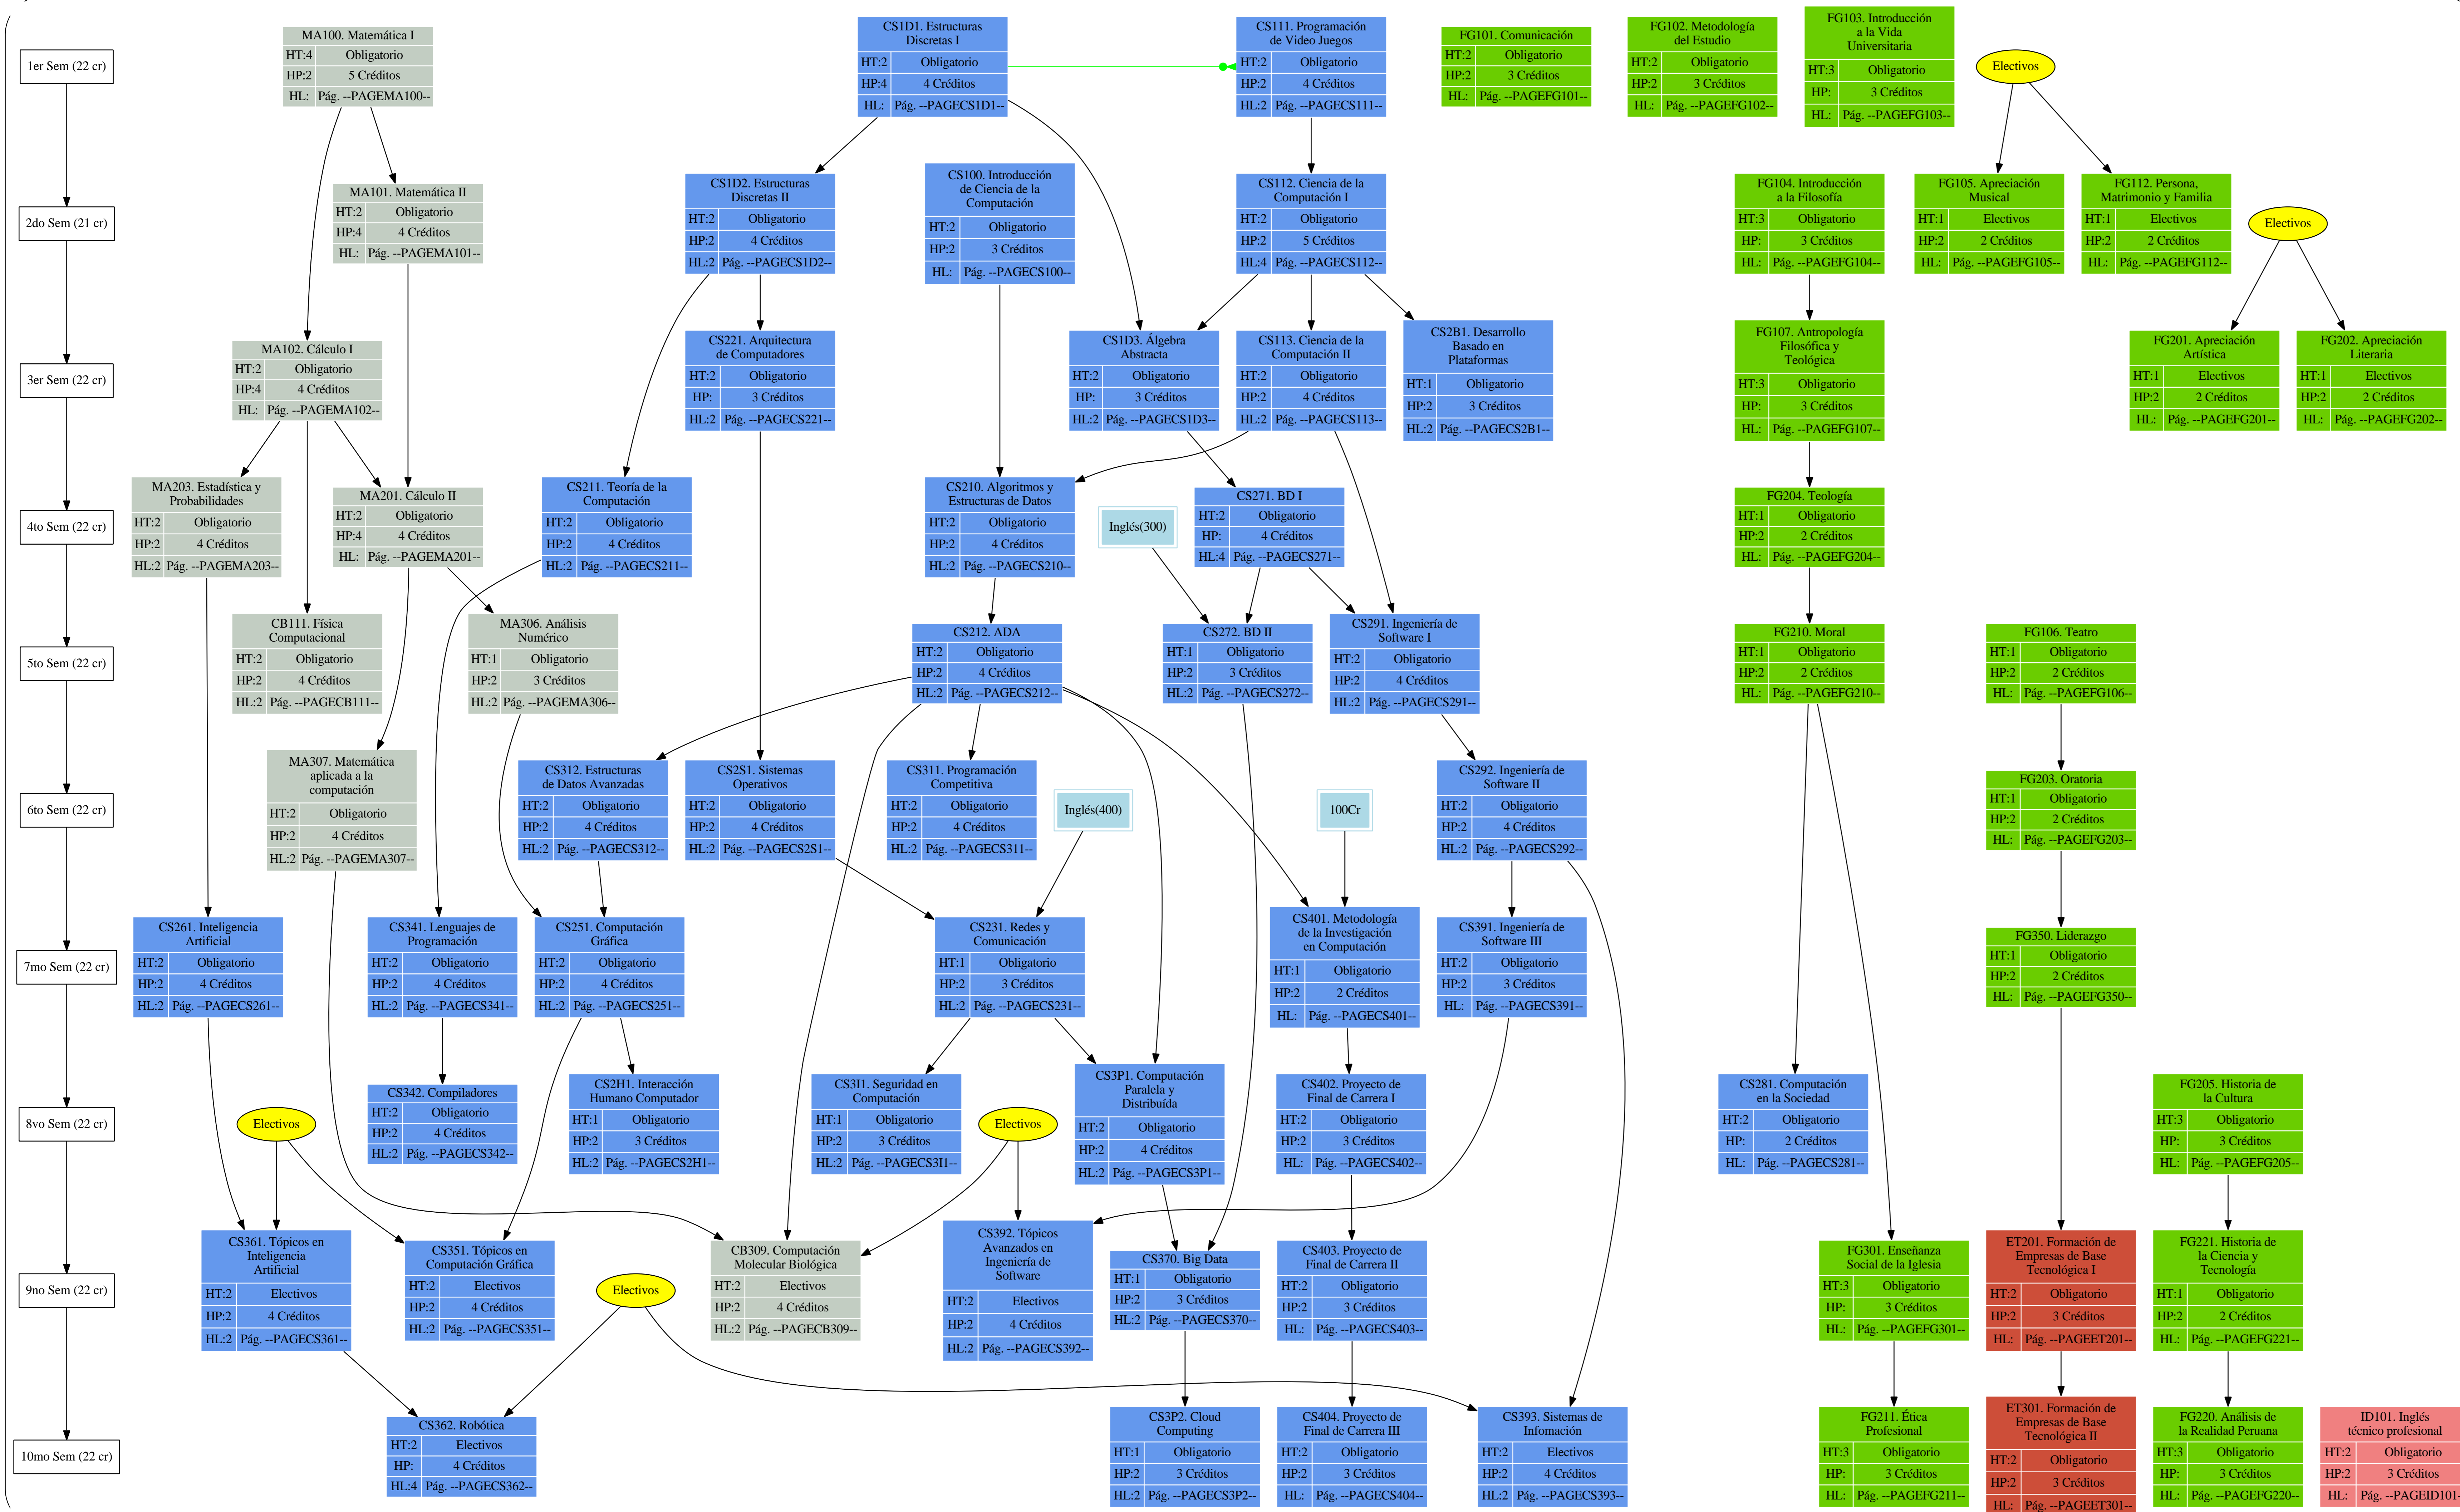 1er Sem (22 cr)
MA100. Matemática I
HT:4 Obligatorio
HP:2 5 Créditos
HL: Pág. --PAGEMA100--
CS1D1. Estructuras
Discretas I
HT:2 Obligatorio
HP:4 4 Créditos
HL: Pág. --PAGECS1D1--
CS111. Programación
de Video Juegos
HT:2 Obligatorio
HP:2 4 Créditos
HL:2 Pág. --PAGECS111--
FG101. Comunicación
HT:2 Obligatorio
HP:2 3 Créditos
HL: Pág. --PAGEFG101--
FG102. Metodología
del Estudio
HT:2 Obligatorio
HP:2 3 Créditos
HL: Pág. --PAGEFG102--
FG103. Introducción
a la Vida
Universitaria
HT:3 Obligatorio
HP: 3 Créditos
HL: Pág. --PAGEFG103--
Electivos
2do Sem (21 cr)
MA101. Matemática II
HT:2 Obligatorio
HP:4 4 Créditos
HL: Pág. --PAGEMA101--
CS1D2. Estructuras
Discretas II
HT:2 Obligatorio
HP:2 4 Créditos
HL:2 Pág. --PAGECS1D2--
CS100. Introducción
de Ciencia de la
Computación
HT:2 Obligatorio
HP:2 3 Créditos
HL: Pág. --PAGECS100--
CS112. Ciencia de la
Computación I
HT:2 Obligatorio
HP:2 5 Créditos
HL:4 Pág. --PAGECS112--
FG104. Introducción
a la Filosofía
HT:3 Obligatorio
HP: 3 Créditos
HL: Pág. --PAGEFG104--
FG105. Apreciación
Musical
HT:1 Electivos
HP:2 2 Créditos
HL: Pág. --PAGEFG105--
FG112. Persona,
Matrimonio y Familia
HT:1 Electivos
HP:2 2 Créditos
HL: Pág. --PAGEFG112--
Electivos
3er Sem (22 cr)
MA102. Cálculo I
HT:2 Obligatorio
HP:4 4 Créditos
HL: Pág. --PAGEMA102--
CS221. Arquitectura
de Computadores
HT:2 Obligatorio
HP: 3 Créditos
HL:2 Pág. --PAGECS221--
CS1D3. Álgebra
Abstracta
HT:2 Obligatorio
HP: 3 Créditos
HL:2 Pág. --PAGECS1D3--
CS113. Ciencia de la
Computación II
HT:2 Obligatorio
HP:2 4 Créditos
HL:2 Pág. --PAGECS113--
CS2B1. Desarrollo
Basado en
Plataformas
HT:1 Obligatorio
HP:2 3 Créditos
HL:2 Pág. --PAGECS2B1--
FG107. Antropología
Filosófica y
Teológica
HT:3 Obligatorio
HP: 3 Créditos
HL: Pág. --PAGEFG107--
FG201. Apreciación
Artística
HT:1 Electivos
HP:2 2 Créditos
HL: Pág. --PAGEFG201--
FG202. Apreciación
Literaria
HT:1 Electivos
HP:2 2 Créditos
HL: Pág. --PAGEFG202--
4to Sem (22 cr)
MA203. Estadística y
Probabilidades
HT:2 Obligatorio
HP:2 4 Créditos
HL:2 Pág. --PAGEMA203--
MA201. Cálculo II
HT:2 Obligatorio
HP:4 4 Créditos
HL: Pág. --PAGEMA201--
CS211. Teoría de la
Computación
HT:2 Obligatorio
HP:2 4 Créditos
HL:2 Pág. --PAGECS211--
CS210. Algoritmos y
Estructuras de Datos
HT:2 Obligatorio
HP:2 4 Créditos
HL:2 Pág. --PAGECS210--
Inglés(300)
CS271. BD I
HT:2 Obligatorio
HP: 4 Créditos
HL:4 Pág. --PAGECS271--
FG204. Teología
HT:1 Obligatorio
HP:2 2 Créditos
HL: Pág. --PAGEFG204--
5to Sem (22 cr)
CB111. Física
Computacional
HT:2 Obligatorio
HP:2 4 Créditos
HL:2 Pág. --PAGECB111--
MA306. Análisis
Numérico
HT:1 Obligatorio
HP:2 3 Créditos
HL:2 Pág. --PAGEMA306--
CS212. ADA
HT:2 Obligatorio
HP:2 4 Créditos
HL:2 Pág. --PAGECS212--
CS272. BD II
HT:1 Obligatorio
HP:2 3 Créditos
HL:2 Pág. --PAGECS272--
CS291. Ingeniería de
Software I
HT:2 Obligatorio
HP:2 4 Créditos
HL:2 Pág. --PAGECS291--
FG210. Moral
HT:1 Obligatorio
HP:2 2 Créditos
HL: Pág. --PAGEFG210--
FG106. Teatro
HT:1 Obligatorio
HP:2 2 Créditos
HL: Pág. --PAGEFG106--
6to Sem (22 cr)
MA307. Matemática
aplicada a la
computación
HT:2 Obligatorio
HP:2 4 Créditos
HL:2 Pág. --PAGEMA307--
CS312. Estructuras
de Datos Avanzadas
HT:2 Obligatorio
HP:2 4 Créditos
HL:2 Pág. --PAGECS312--
CS2S1. Sistemas
Operativos
HT:2 Obligatorio
HP:2 4 Créditos
HL:2 Pág. --PAGECS2S1--
CS311. Programación
Competitiva
HT:2 Obligatorio
HP:2 4 Créditos
HL:2 Pág. --PAGECS311--
Inglés(400)
100Cr
CS292. Ingeniería de
Software II
HT:2 Obligatorio
HP:2 4 Créditos
HL:2 Pág. --PAGECS292--
FG203. Oratoria
HT:1 Obligatorio
HP:2 2 Créditos
HL: Pág. --PAGEFG203--
7mo Sem (22 cr)
CS261. Inteligencia
Artificial
HT:2 Obligatorio
HP:2 4 Créditos
HL:2 Pág. --PAGECS261--
CS341. Lenguajes de
Programación
HT:2 Obligatorio
HP:2 4 Créditos
HL:2 Pág. --PAGECS341--
CS251. Computación
Gráfica
HT:2 Obligatorio
HP:2 4 Créditos
HL:2 Pág. --PAGECS251--
CS231. Redes y
Comunicación
HT:1 Obligatorio
HP:2 3 Créditos
HL:2 Pág. --PAGECS231--
CS401. Metodología
de la Investigación
en Computación
HT:1 Obligatorio
HP:2 2 Créditos
HL: Pág. --PAGECS401--
CS391. Ingeniería de
Software III
HT:2 Obligatorio
HP:2 3 Créditos
HL: Pág. --PAGECS391--
FG350. Liderazgo
HT:1 Obligatorio
HP:2 2 Créditos
HL: Pág. --PAGEFG350--
8vo Sem (22 cr)
Electivos
CS342. Compiladores
HT:2 Obligatorio
HP:2 4 Créditos
HL:2 Pág. --PAGECS342--
CS2H1. Interacción
Humano Computador
HT:1 Obligatorio
HP:2 3 Créditos
HL:2 Pág. --PAGECS2H1--
CS3I1. Seguridad en
Computación
HT:1 Obligatorio
HP:2 3 Créditos
HL:2 Pág. --PAGECS3I1--
Electivos
CS3P1. Computación
Paralela y
Distribuída
HT:2 Obligatorio
HP:2 4 Créditos
HL:2 Pág. --PAGECS3P1--
CS402. Proyecto de
Final de Carrera I
HT:2 Obligatorio
HP:2 3 Créditos
HL: Pág. --PAGECS402--
CS281. Computación
en la Sociedad
HT:2 Obligatorio
HP: 2 Créditos
HL: Pág. --PAGECS281--
FG205. Historia de
la Cultura
HT:3 Obligatorio
HP: 3 Créditos
HL: Pág. --PAGEFG205--
9no Sem (22 cr)
CS361. Tópicos en
Inteligencia
Artificial
HT:2 Electivos
HP:2 4 Créditos
HL:2 Pág. --PAGECS361--
CS351. Tópicos en
Computación Gráfica
HT:2 Electivos
HP:2 4 Créditos
HL:2 Pág. --PAGECS351--
Electivos
CB309. Computación
Molecular Biológica
HT:2 Electivos
HP:2 4 Créditos
HL:2 Pág. --PAGECB309--
CS392. Tópicos
Avanzados en
Ingeniería de
Software
HT:2 Electivos
HP:2 4 Créditos
HL:2 Pág. --PAGECS392--
CS370. Big Data
HT:1 Obligatorio
HP:2 3 Créditos
HL:2 Pág. --PAGECS370--
CS403. Proyecto de
Final de Carrera II
HT:2 Obligatorio
HP:2 3 Créditos
HL: Pág. --PAGECS403--
FG301. Enseñanza
Social de la Iglesia
HT:3 Obligatorio
HP: 3 Créditos
HL: Pág. --PAGEFG301--
ET201. Formación de
Empresas de Base
Tecnológica I
HT:2 Obligatorio
HP:2 3 Créditos
HL: Pág. --PAGEET201--
FG221. Historia de
la Ciencia y
Tecnología
HT:1 Obligatorio
HP:2 2 Créditos
HL: Pág. --PAGEFG221--
10mo Sem (22 cr)
CS362. Robótica
HT:2 Electivos
HP: 4 Créditos
HL:4 Pág. --PAGECS362--
CS3P2. Cloud
Computing
HT:1 Obligatorio
HP:2 3 Créditos
HL:2 Pág. --PAGECS3P2--
CS404. Proyecto de
Final de Carrera III
HT:2 Obligatorio
HP:2 3 Créditos
HL: Pág. --PAGECS404--
CS393. Sistemas de
Infomación
HT:2 Electivos
HP:2 4 Créditos
HL:2 Pág. --PAGECS393--
FG211. Ética
Profesional
HT:3 Obligatorio
HP: 3 Créditos
HL: Pág. --PAGEFG211--
ET301. Formación de
Empresas de Base
Tecnológica II
HT:2 Obligatorio
HP:2 3 Créditos
HL: Pág. --PAGEET301--
FG220. Análisis de
la Realidad Peruana
HT:3 Obligatorio
HP: 3 Créditos
HL: Pág. --PAGEFG220--
ID101. Inglés
técnico profesional
HT:2 Obligatorio
HP:2 3 Créditos
HL: Pág. --PAGEID101-